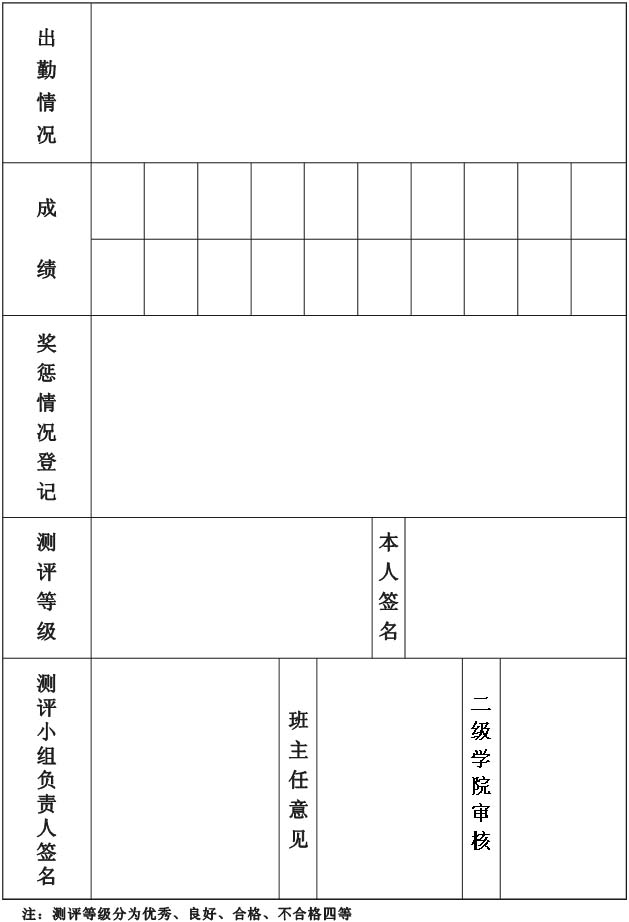 出勤情况
成绩
奖惩情况登记
测评等级
本人签名
测评小组负责人签名
班主任意见
二级学院审核
注：测评等级分为优秀、良好、合格、不合格四等